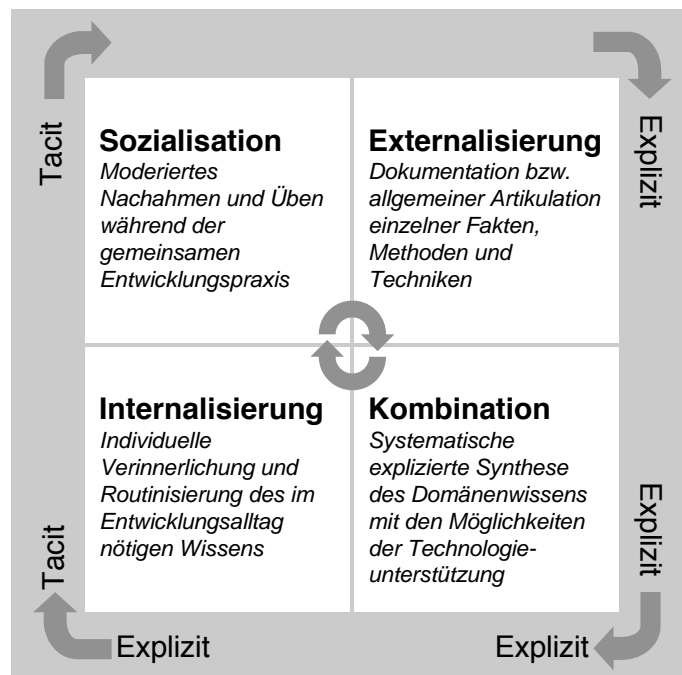 Tacit
Explizit
Sozialisation
Moderiertes
Nachahmen und Üben
während der
gemeinsamen
Entwicklungspraxis
Externalisierung
Dokumentation bzw.
allgemeiner Artikulation
einzelner Fakten,
Methoden und
Techniken
Internalisierung
Individuelle
Verinnerlichung und
Routinisierung des im
Entwicklungsalltag
nötigen Wissens
Kombination
Systematische
explizierte Synthese
des Domänenwissens
mit den Möglichkeiten
der Technologie-
unterstützung
Tacit
Explizit
Explizit
Explizit